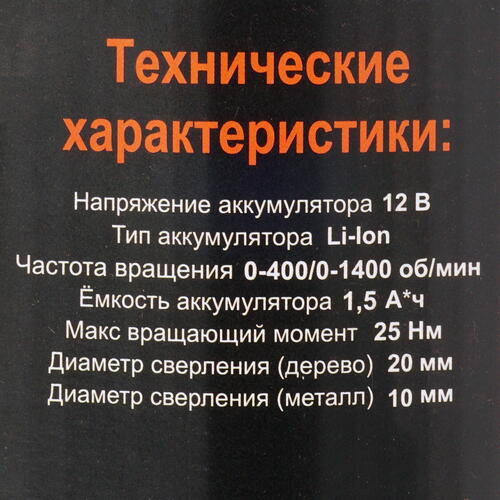 Технические
характеристики:
Напряжение аккумулятора 12 В
Тип аккумулятора Li-Ion
Частота вращения 0-400/0-1400 об/мин
Ёмкость аккумулятора 1,5 А*ч
Макс вращающий момент 25 Нм
Диаметр сверления (дерево) 20 мм
Диаметр сверления (металл) 10 мм